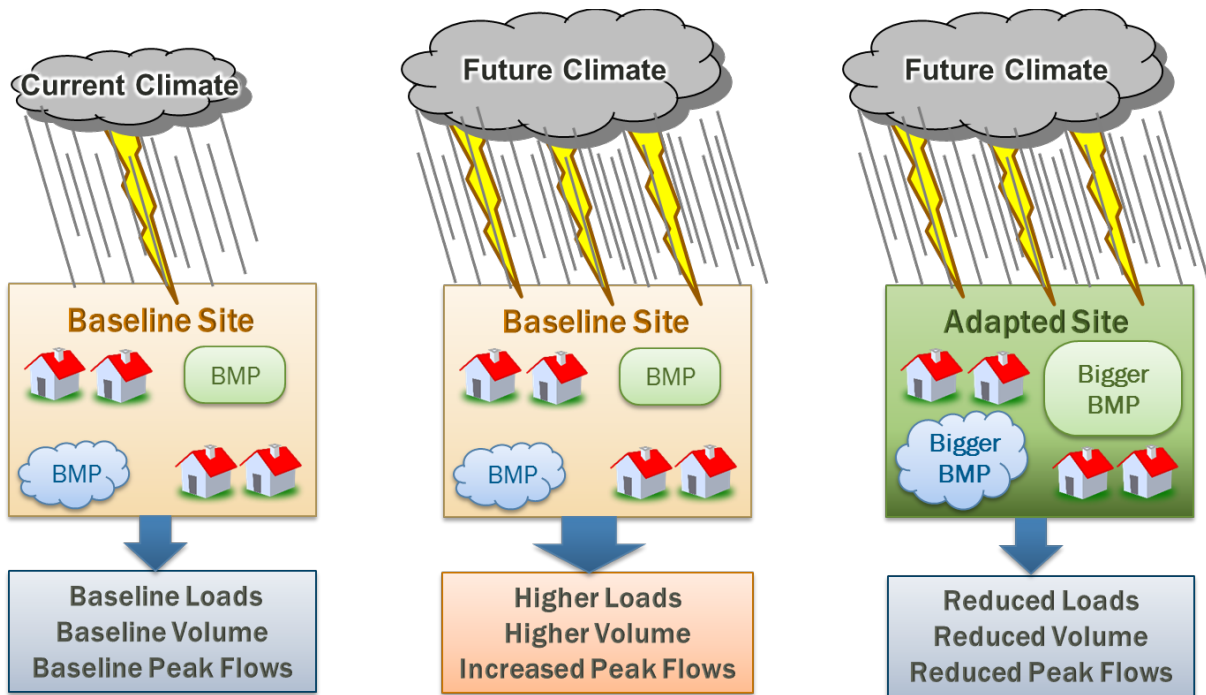 Current Climate
Baseline Site
BMP
BMP
Baseline Loads
Baseline Volume
Baseline Peak Flows
Future Climate
Baseline Site
BMP
BMP
Higher Loads
Higher Volume
Increased Peak Flows
Future Climate
Adapted Site
Bigger
BMP
Bigger
BMP
Reduced Loads
Reduced Volume
Reduced Peak Flows